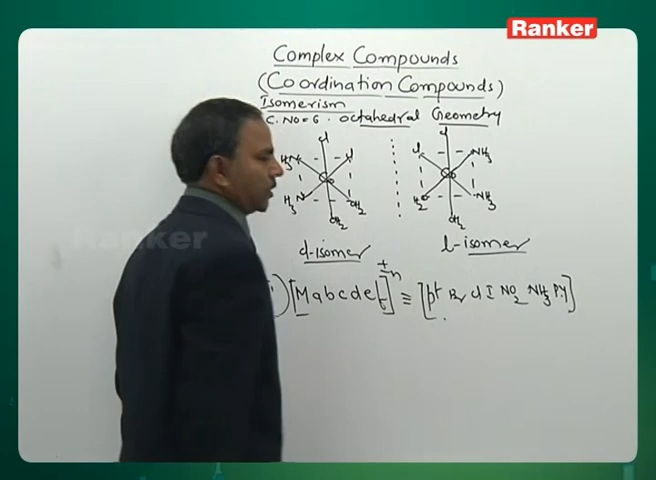 Ranker
Complex Compounds
(Coordination Compounds)
Isomerism
C.NO=6. octahedral Geometry
Cl Cl
H3N Cl Cl NH3
H3N OH2 H2O NH3
OH2 OH2
d-isomer l-isomer
[Mabcdef]±n ≡ [Pt Br Cl I NO2 NH3 Py]
Ranker